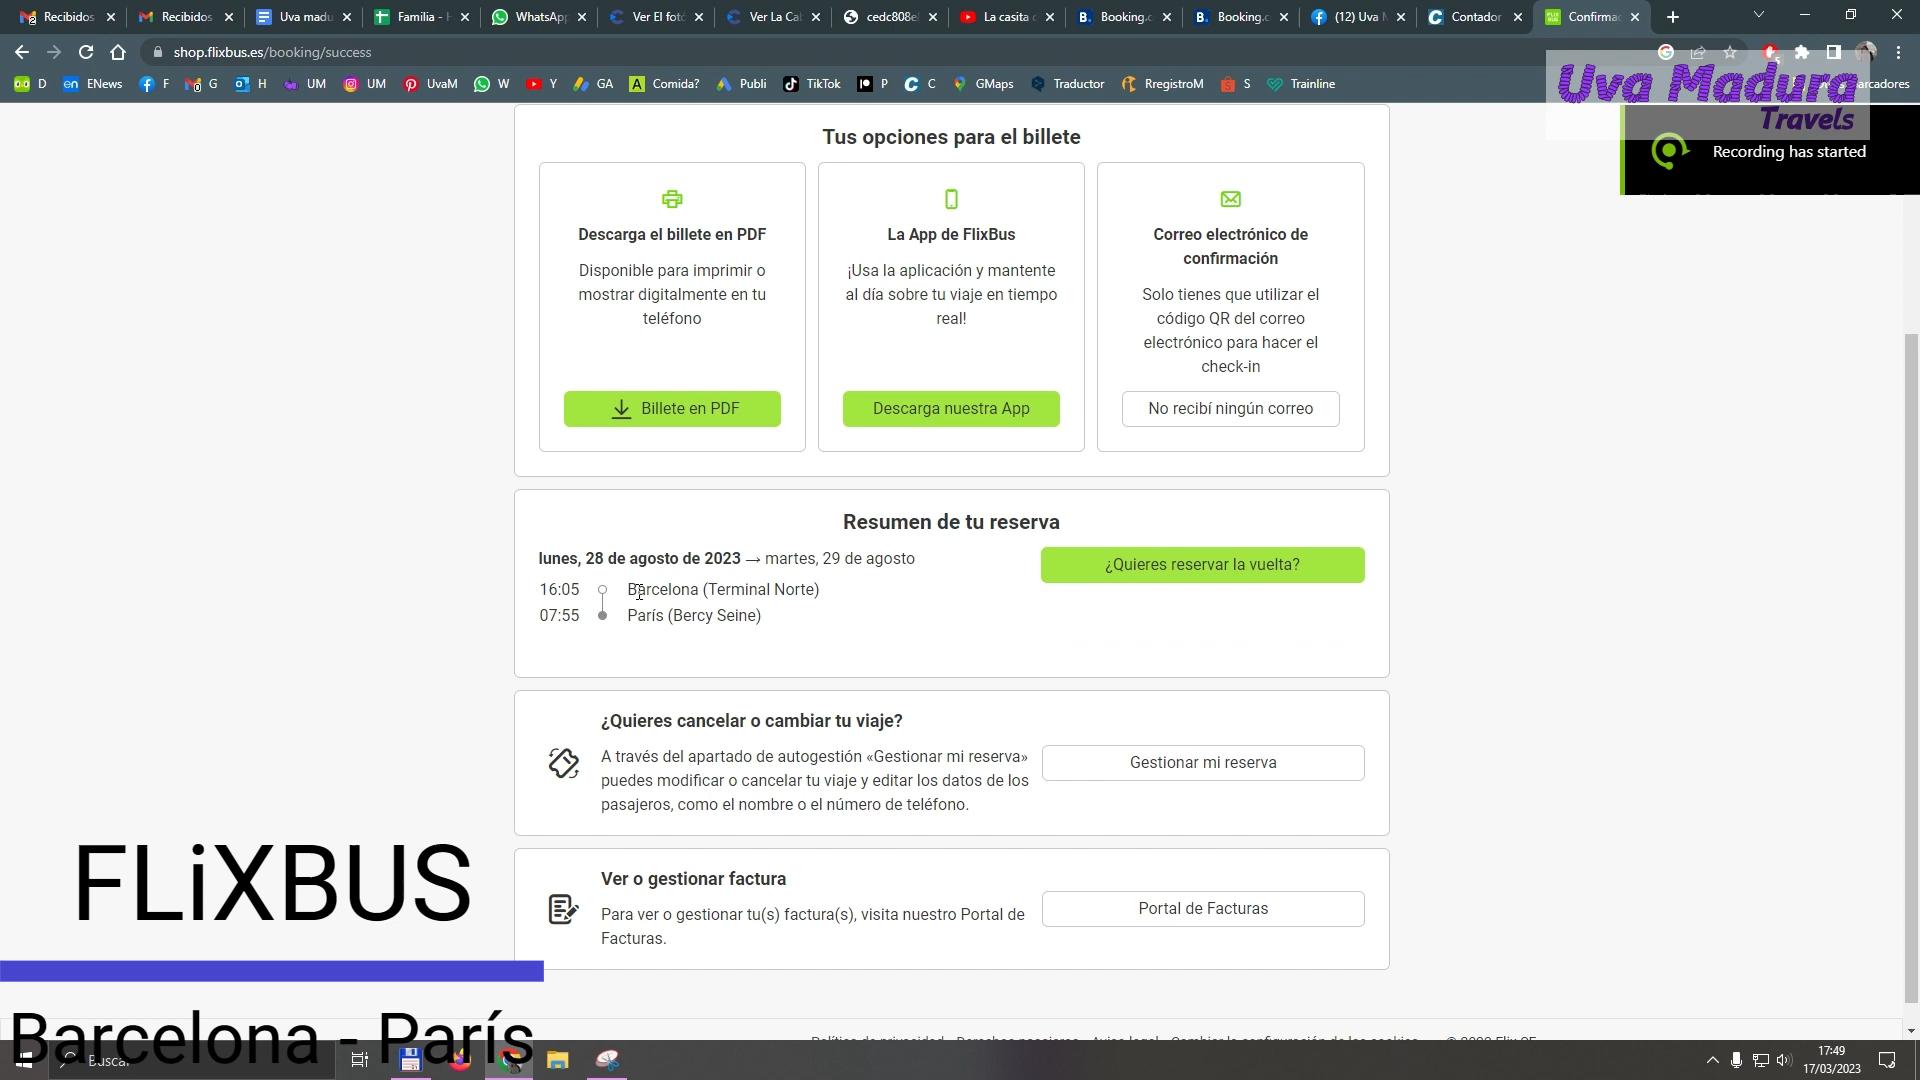 Recibidos
Recibidos
Uva madu
Familia - H
WhatsApp
Ver El foto
Ver La Ca
cedc808e
La casita
Booking.c
Booking.c
(12) Uva M
Contador
Confirmac
shop.flixbus.es/booking/success
D
ENews
F
G
H
UM
UM
UvaM
W
Y
GA
Comida?
Publi
TikTok
P
C
GMaps
Traductor
RregistroM
S
Trainline
Uva Madura
Travels
Recording has started
Tus opciones para el billete
Descarga el billete en PDF
Disponible para imprimir o
mostrar digitalmente en tu
teléfono
Billete en PDF
La App de FlixBus
¡Usa la aplicación y mantente
al día sobre tu viaje en tiempo
real!
Descarga nuestra App
Correo electrónico de
confirmación
Solo tienes que utilizar el
código QR del correo
electrónico para hacer el
check-in
No recibí ningún correo
Resumen de tu reserva
lunes, 28 de agosto de 2023 → martes, 29 de agosto
¿Quieres reservar la vuelta?
16:05 Barcelona (Terminal Norte)
07:55 París (Bercy Seine)
¿Quieres cancelar o cambiar tu viaje?
A través del apartado de autogestión «Gestionar mi reserva»
puedes modificar o cancelar tu viaje y editar los datos de los
pasajeros, como el nombre o el número de teléfono.
Gestionar mi reserva
Ver o gestionar factura
Para ver o gestionar tu(s) factura(s), visita nuestro Portal de
Facturas.
Portal de Facturas
FLiXBUS
Barcelona - París
Buscar
17:49
17/03/2023